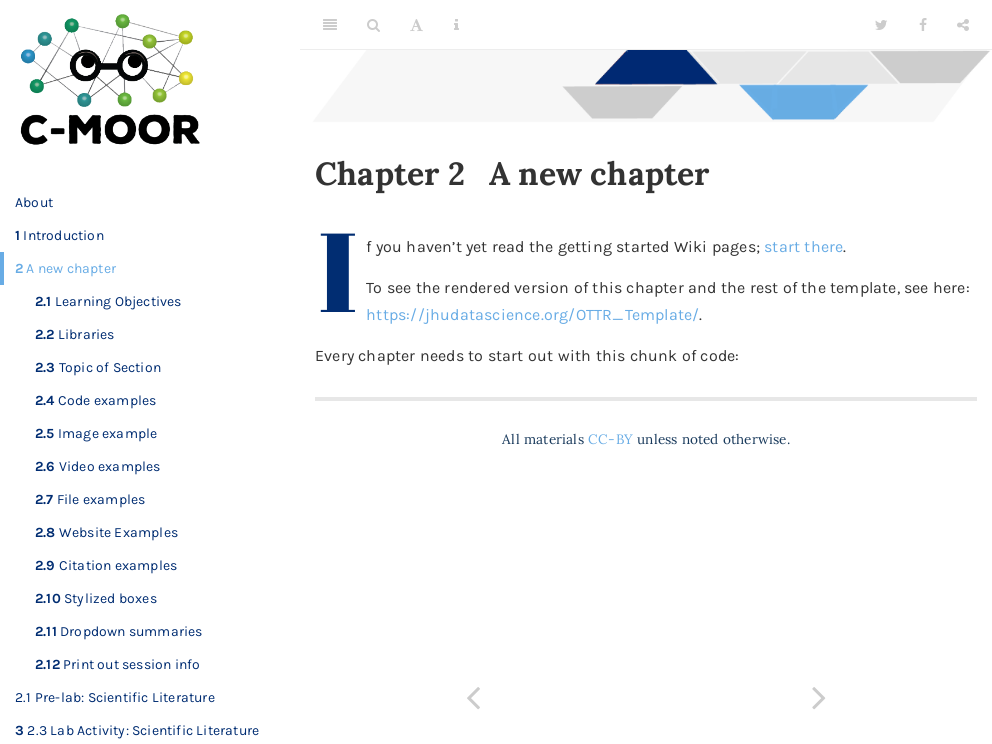 C-MOOR
About
1 Introduction
2 A new chapter
2.1 Learning Objectives
2.2 Libraries
2.3 Topic of Section
2.4 Code examples
2.5 Image example
2.6 Video examples
2.7 File examples
2.8 Website Examples
2.9 Citation examples
2.10 Stylized boxes
2.11 Dropdown summaries
2.12 Print out session info
2.1 Pre-lab: Scientific Literature
3 2.3 Lab Activity: Scientific Literature
A
Chapter 2 A new chapter
If you haven’t yet read the getting started Wiki pages; start there.
To see the rendered version of this chapter and the rest of the template, see here:
https://jhudatascience.org/OTTR_Template/.
Every chapter needs to start out with this chunk of code:
All materials CC-BY unless noted otherwise.